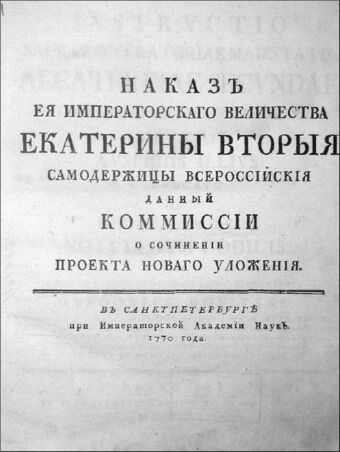 НАКАЗЪ
ЕЯ ИМПЕРАТОРСКАГО ВЕЛИЧЕСТВА
ЕКАТЕРИНЫ ВТОРЫЯ
САМОДЕРЖИЦЫ ВСЕРОССІЙСКІЯ
ДАННЫЙ
КОММИССІИ
О СОЧИНЕНІИ
ПРОЕКТА НОВАГО УЛОЖЕНІЯ.
ВЪ САНКТПЕТЕРБУРГѢ
при Императорской Академіи Наукъ.
1770 года.